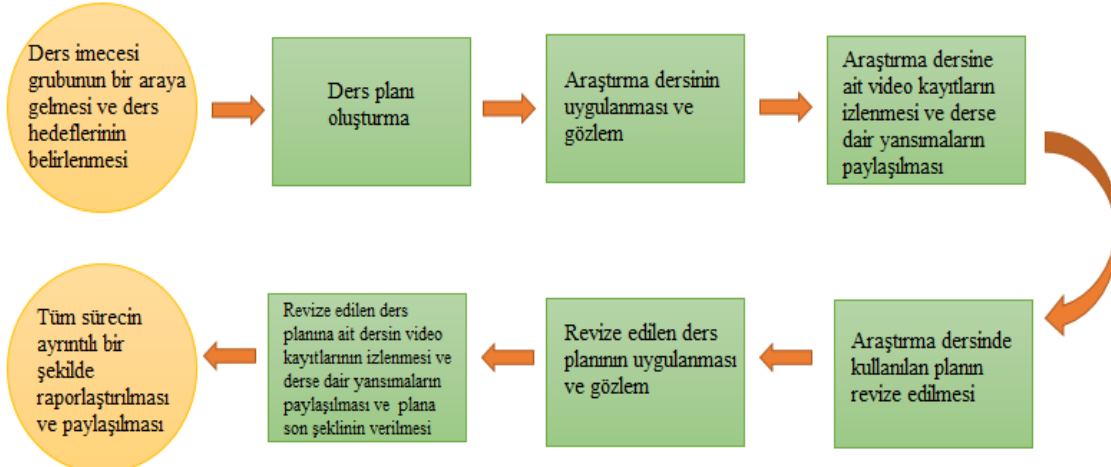 Ders imecesi
grubunun bir araya
gelmesi ve ders
hedeflerinin
belirlenmesi
Ders planı
oluşturma
Araştırma dersinin
uygulanması ve
gözlem
Araştırma dersine
ait video kayıtların
izlenmesi ve derse
dair yansımaların
paylaşılması
Araştırma dersinde
kullanılan planın
revize edilmesi
Revize edilen ders
planının uygulanması
ve gözlem
Revize edilen ders
planına ait dersin video
kayıtlarının izlenmesi ve
derse dair yansımaların
paylaşılması ve plana
son şeklinin verilmesi
Tüm sürecin
ayrıntılı bir
şekilde
raporlaştırılması
ve paylaşılması